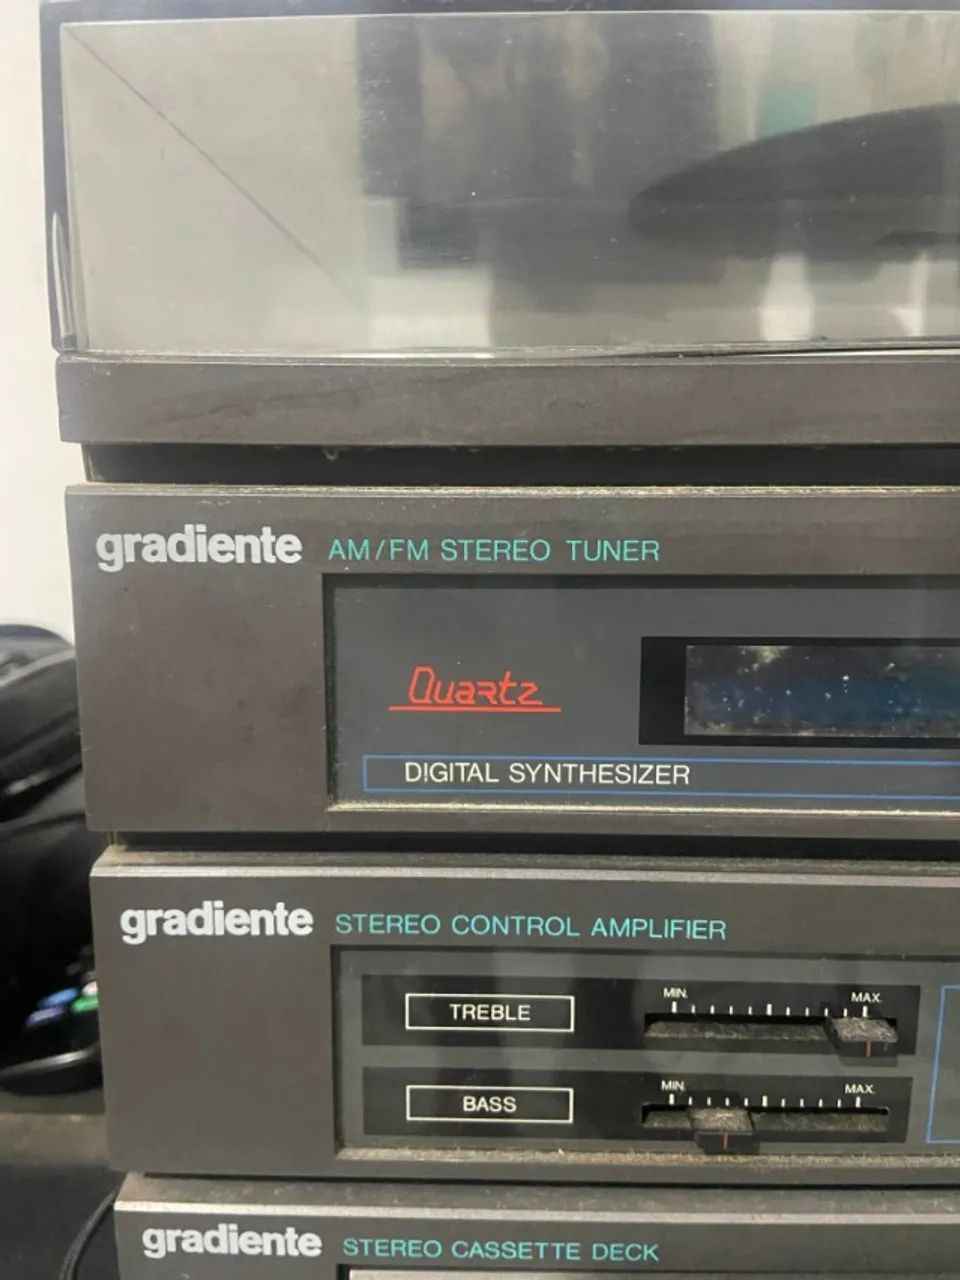 gradiente AM/FM STEREO TUNER
Quartz
DIGITAL SYNTHESIZER
gradiente STEREO CONTROL AMPLIFIER
MIN. MAX.
TREBLE
MIN. MAX.
BASS
gradiente STEREO CASSETTE DECK